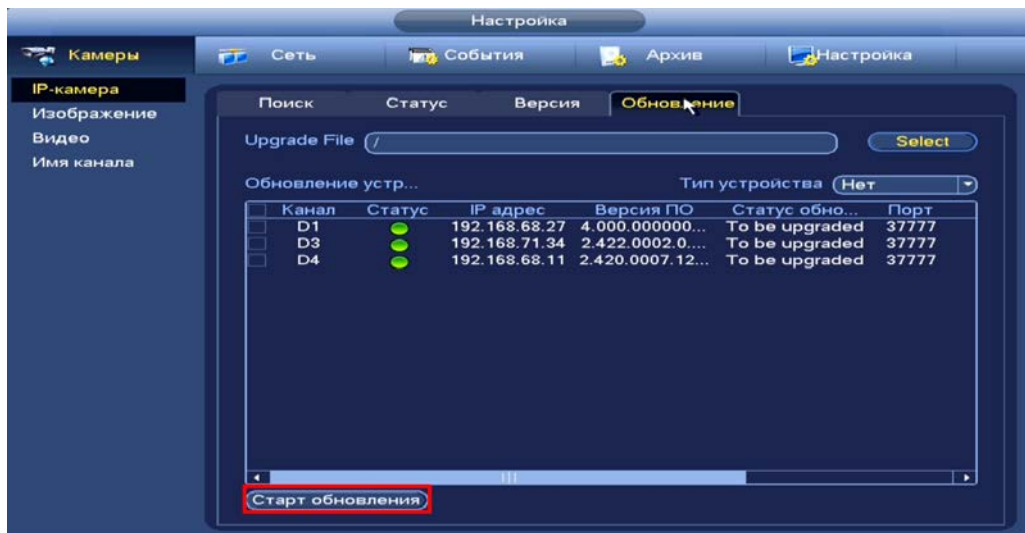 Настройка
Камеры Сеть События Архив Настройка
IP-камера
Изображение
Видео
Имя канала
Поиск Статус Версия Обновление
Upgrade File / Select
Обновление устр... Тип устройства Нет
Канал Статус IP адрес Версия ПО Статус обно... Порт
D1 192.168.68.27 4.000.000000... To be upgraded 37777
D3 192.168.71.34 2.422.0002.0.... To be upgraded 37777
D4 192.168.68.11 2.420.0007.12... To be upgraded 37777
Старт обновления